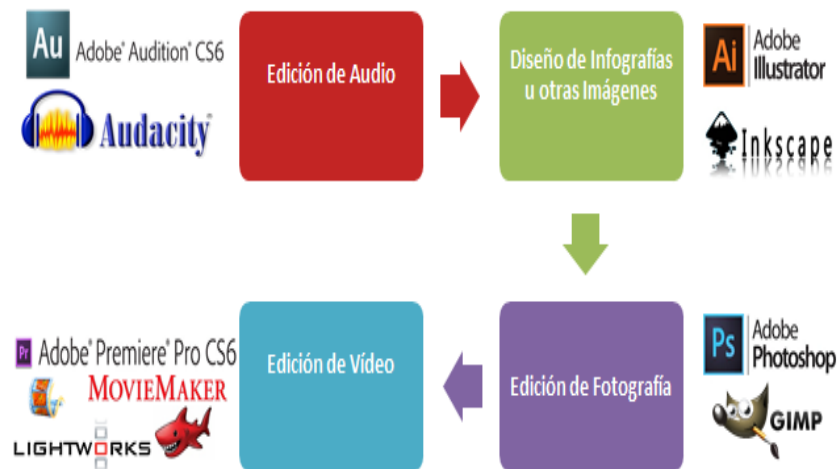 Au Adobe® Audition® CS6
Audacity®
Edición de Audio
Diseño de Infografías
u otras Imágenes
Ai Adobe
Illustrator
Inkscape
Pr Adobe® Premiere® Pro CS6
MOVIEMAKER
LIGHTWORKS
Edición de Vídeo
Edición de Fotografía
Ps Adobe
Photoshop
GIMP